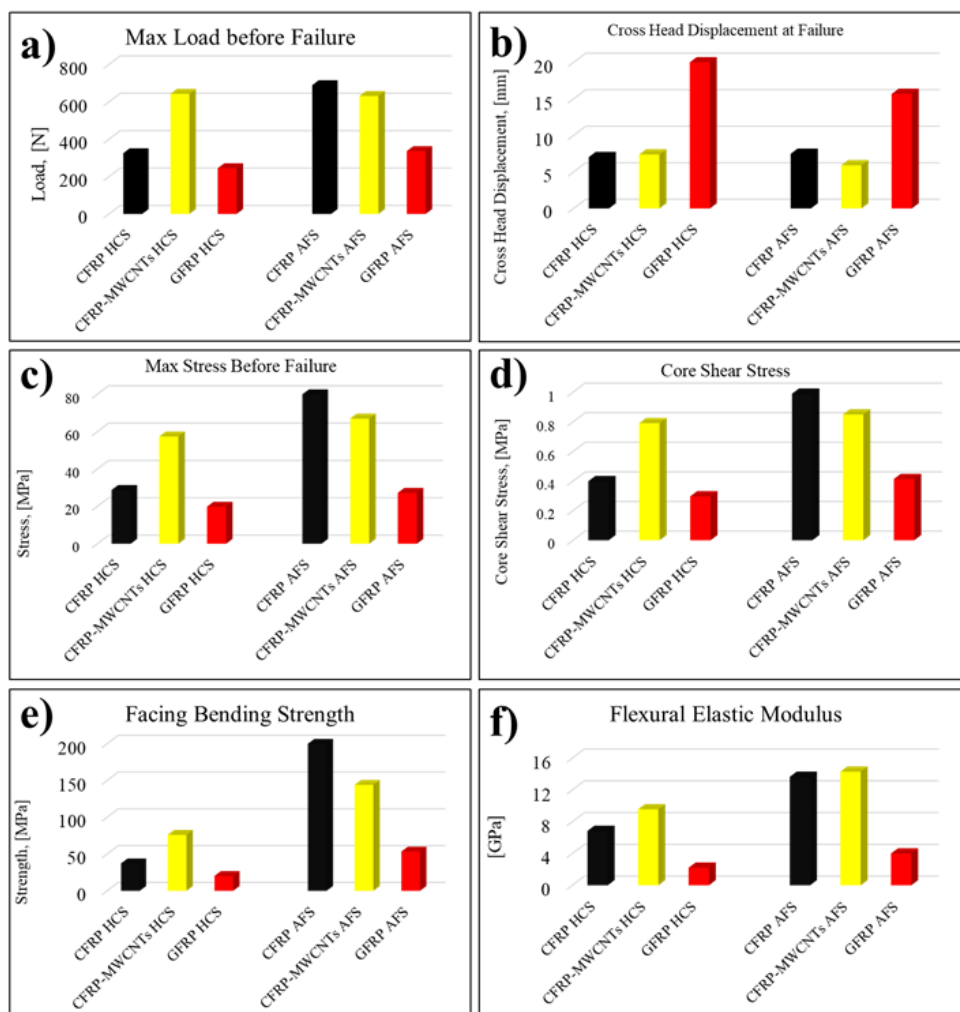 a)
Max Load before Failure
Load, [N]
800
600
400
200
0
CFRP HCS
CFRP-MWCNTs HCS
GFRP HCS
CFRP AFS
CFRP-MWCNTs AFS
GFRP AFS
b)
Cross Head Displacement at Failure
Cross Head Displacement, [mm]
20
15
10
5
0
CFRP HCS
CFRP-MWCNTs HCS
GFRP HCS
CFRP AFS
CFRP-MWCNTs AFS
GFRP AFS
c)
Max Stress Before Failure
Stress, [MPa]
80
60
40
20
0
CFRP HCS
CFRP-MWCNTs HCS
GFRP HCS
CFRP AFS
CFRP-MWCNTs AFS
GFRP AFS
d)
Core Shear Stress
Core Shear Stress, [MPa]
1
0.8
0.6
0.4
0.2
0
CFRP HCS
CFRP-MWCNTs HCS
GFRP HCS
CFRP AFS
CFRP-MWCNTs AFS
GFRP AFS
e)
Facing Bending Strength
Strength, [MPa]
200
150
100
50
0
CFRP HCS
CFRP-MWCNTs HCS
GFRP HCS
CFRP AFS
CFRP-MWCNTs AFS
GFRP AFS
f)
Flexural Elastic Modulus
[GPa]
16
12
8
4
0
CFRP HCS
CFRP-MWCNTs HCS
GFRP HCS
CFRP AFS
CFRP-MWCNTs AFS
GFRP AFS